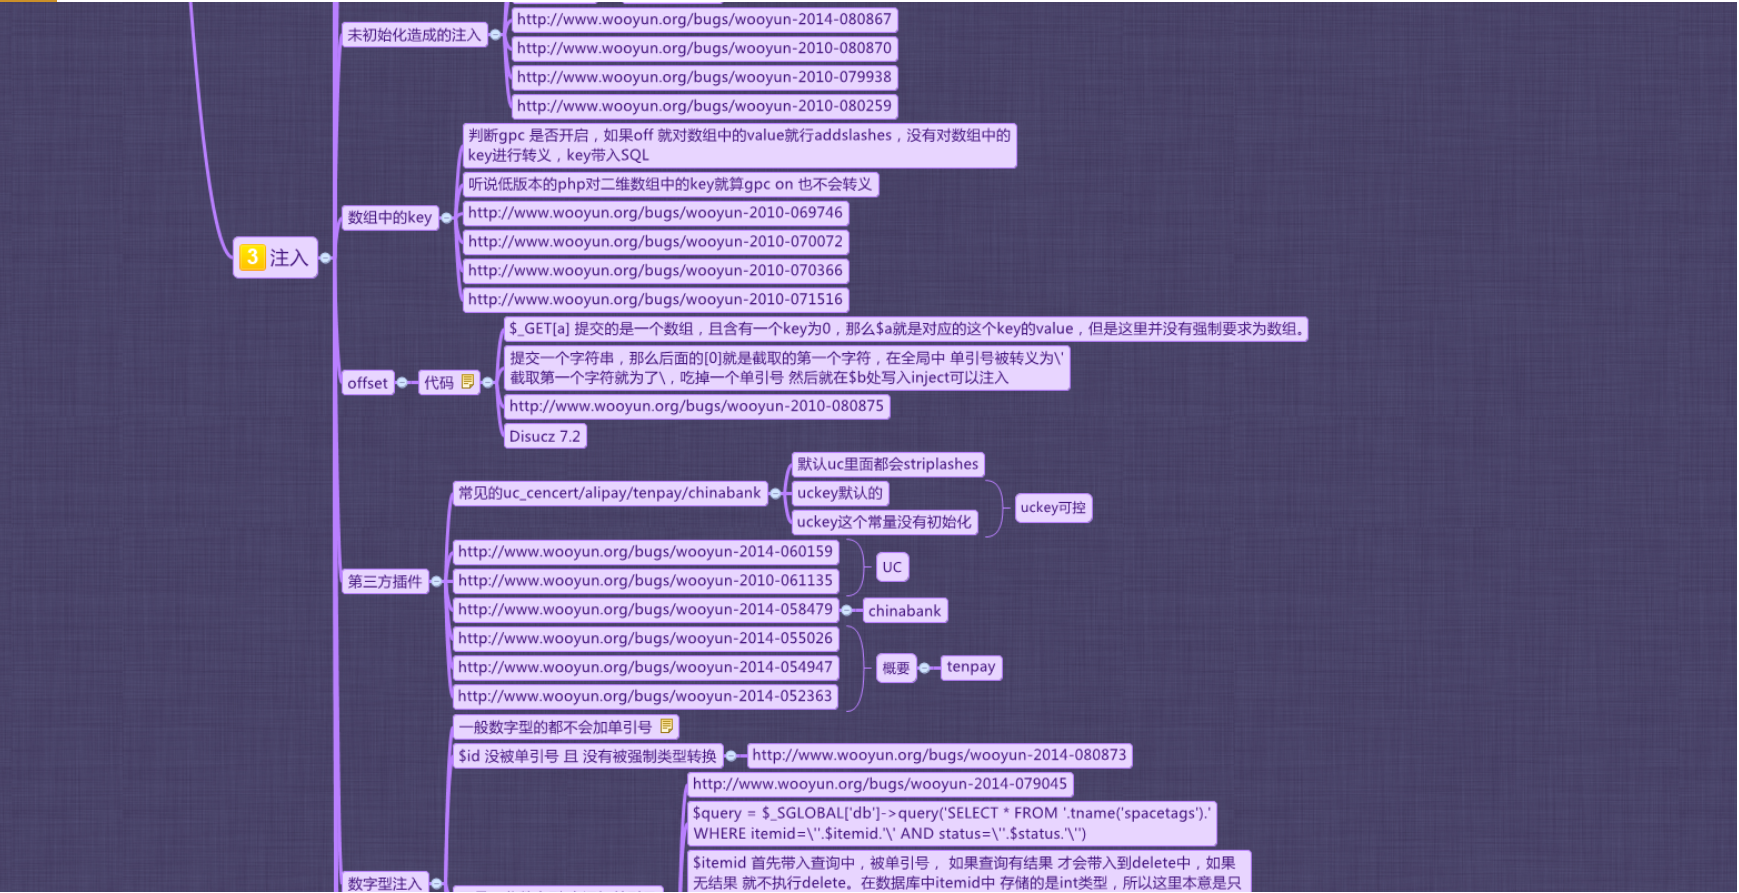 未初始化造成的注入
http://www.wooyun.org/bugs/wooyun-2014-080867
http://www.wooyun.org/bugs/wooyun-2010-080870
http://www.wooyun.org/bugs/wooyun-2010-079938
http://www.wooyun.org/bugs/wooyun-2010-080259
3 注入
数组中的key
判断gpc 是否开启，如果off 就对数组中的value就行addslashes，没有对数组中的
key进行转义，key带入SQL
听说低版本的php对二维数组中的key就算gpc on 也不会转义
http://www.wooyun.org/bugs/wooyun-2010-069746
http://www.wooyun.org/bugs/wooyun-2010-070072
http://www.wooyun.org/bugs/wooyun-2010-070366
http://www.wooyun.org/bugs/wooyun-2010-071516
offset
代码
$_GET[a] 提交的是一个数组，且含有一个key为0，那么$a就是对应的这个key的value，但是这里并没有强制要求为数组。
提交一个字符串，那么后面的[0]就是截取的第一个字符，在全局中 单引号被转义为\'
截取第一个字符就为了\，吃掉一个单引号 然后就在$b处写入inject可以注入
http://www.wooyun.org/bugs/wooyun-2010-080875
Disucz 7.2
第三方插件
常见的uc_cencert/alipay/tenpay/chinabank
默认uc里面都会striplashes
uckey默认的
uckey这个常量没有初始化
uckey可控
http://www.wooyun.org/bugs/wooyun-2014-060159
http://www.wooyun.org/bugs/wooyun-2010-061135
UC
http://www.wooyun.org/bugs/wooyun-2014-058479
chinabank
http://www.wooyun.org/bugs/wooyun-2014-055026
http://www.wooyun.org/bugs/wooyun-2014-054947
http://www.wooyun.org/bugs/wooyun-2014-052363
概要
tenpay
数字型注入
一般数字型的都不会加单引号
$id 没被单引号 且 没有被强制类型转换
http://www.wooyun.org/bugs/wooyun-2014-080873
http://www.wooyun.org/bugs/wooyun-2014-079045
$query = $_SGLOBAL['db']->query('SELECT * FROM '.tname('spacetags').'
WHERE itemid=\''.$itemid.'\' AND status=\''.$status.'\'')
$itemid 首先带入查询中，被单引号， 如果查询有结果 才会带入到delete中，如果
无结果 就不执行delete。在数据库中itemid中 存储的是int类型，所以这里本意是只